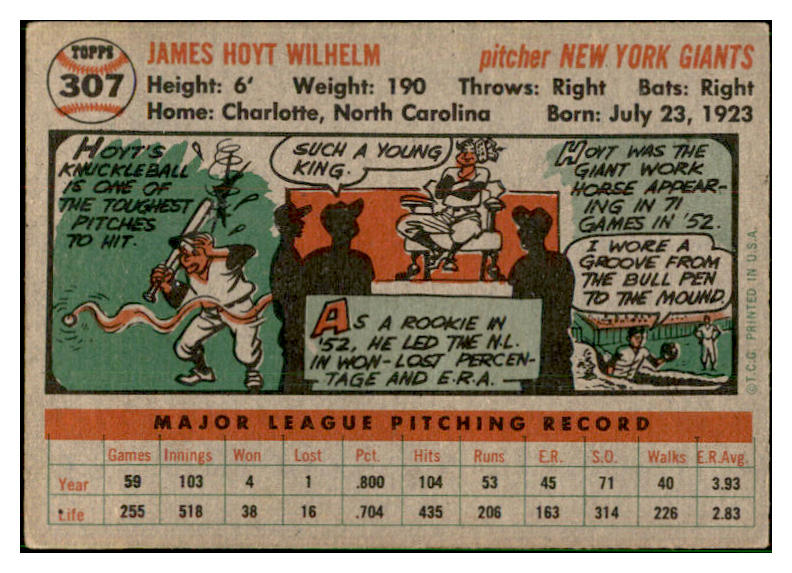 TOPPS
307
JAMES HOYT WILHELM
pitcher NEW YORK GIANTS
Height: 6' Weight: 190 Throws: Right Bats: Right
Home: Charlotte, North Carolina Born: July 23, 1923
HOYT'S
KNUCKLEBALL
IS ONE OF
THE TOUGHEST
PITCHES
TO HIT.
SUCH A YOUNG
KING.
AS A ROOKIE IN
'52, HE LED THE N.L.
IN WON-LOST PERCEN-
TAGE AND E.R.A.
HOYT WAS THE
GIANT WORK
HORSE APPEAR-
ING IN 71
GAMES IN '52.
I WORE A
GROOVE FROM
THE BULL PEN
TO THE MOUND.
©T.C.G. PRINTED IN U.S.A.
MAJOR LEAGUE PITCHING RECORD
Games Innings Won Lost Pct. Hits Runs E.R. S.O. Walks E.R.Avg.
Year 59 103 4 1 .800 104 53 45 71 40 3.93
Life 255 518 38 16 .704 435 206 163 314 226 2.83